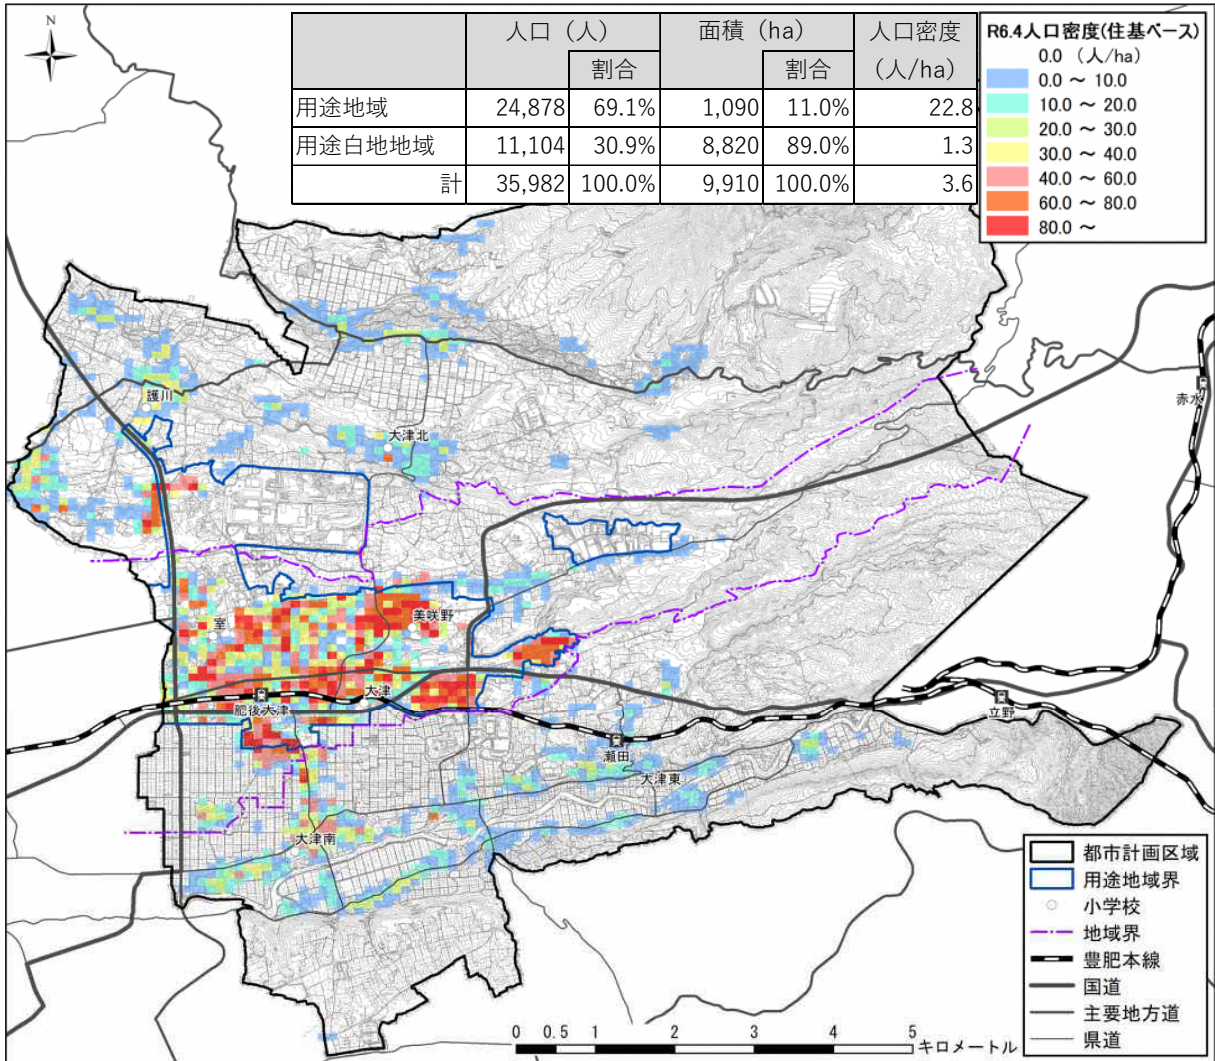 N
人口（人） 面積（ha） 人口密度
割合 割合 （人/ha）
用途地域 24,878 69.1% 1,090 11.0% 22.8
用途白地地域 11,104 30.9% 8,820 89.0% 1.3
計 35,982 100.0% 9,910 100.0% 3.6
R6.4人口密度(住基ベース)
0.0 （人/ha）
0.0 ～ 10.0
10.0 ～ 20.0
20.0 ～ 30.0
30.0 ～ 40.0
40.0 ～ 60.0
60.0 ～ 80.0
80.0 ～
赤水
護川
大津北
美咲野
室
大津
肥後大津
立野
瀬田
大津東
大津南
都市計画区域
用途地域界
小学校
地域界
豊肥本線
国道
主要地方道
県道
0 0.5 1 2 3 4 5
キロメートル